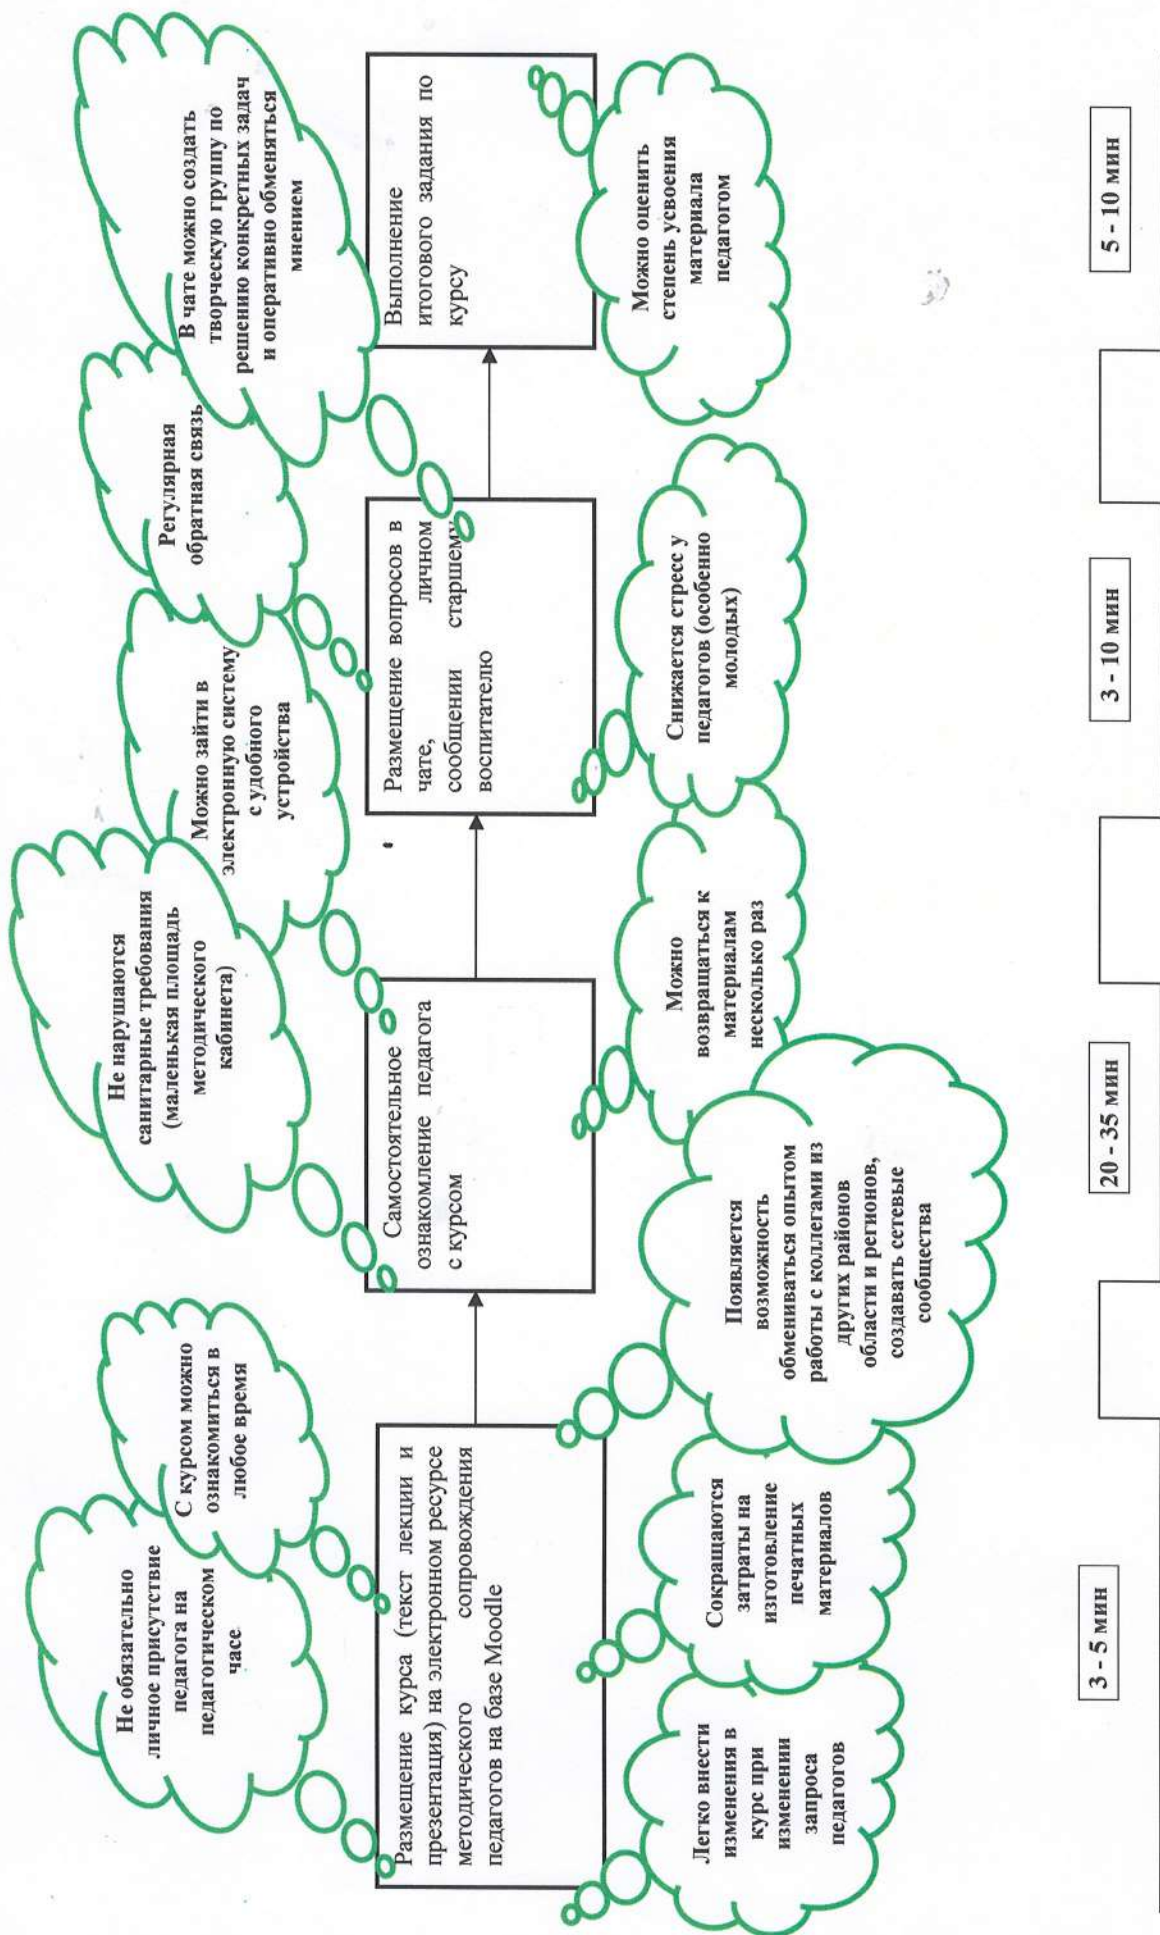 Не обязательно
личное присутствие
педагога на
педагогическом
часе
С курсом можно
ознакомиться в
любое время
Не нарушаются
санитарные требования
(маленькая площадь
методического
кабинета)
Можно зайти в
электронную систему
с удобного
устройства
Регулярная
обратная связь
В чате можно создать
творческую группу по
решению конкретных задач
и оперативно обменяться
мнением
Размещение курса (текст лекции и
презентация) на электронном ресурсе
методического сопровождения
педагогов на базе Moodle
Самостоятельное
ознакомление педагога
с курсом
Размещение вопросов в
чате, личном
сообщении старшему
воспитателю
Выполнение
итогового задания по
курсу
Легко внести
изменения в
курс при
изменении
запроса
педагогов
Сокращаются
затраты на
изготовление
печатных
материалов
Появляется
возможность
обмениваться опытом
работы с коллегами из
других районов
области и регионов,
создавать сетевые
сообщества
Можно
возвращаться к
материалам
несколько раз
Снижается стресс у
педагогов (особенно
молодых)
Можно оценить
степень усвоения
материала
педагогом
3 - 5 мин
20 - 35 мин
3 - 10 мин
5 - 10 мин